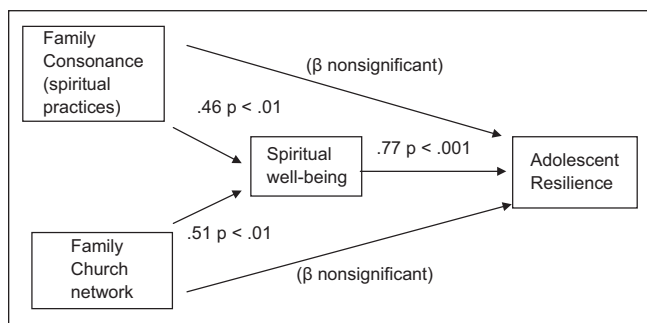 Family
Consonance
(spiritual
practices)
(β nonsignificant)
.46 p < .01
Spiritual
well-being
.77 p < .001
Adolescent
Resilience
.51 p < .01
Family
Church
network
(β nonsignificant)